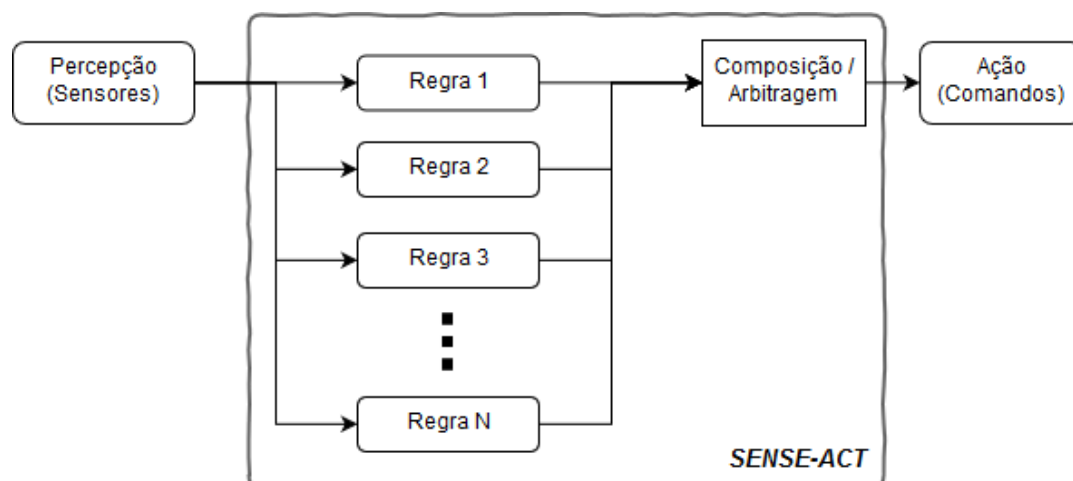 Percepção
(Sensores)
Regra 1
Regra 2
Regra 3
Regra N
Composição /
Arbitragem
Ação
(Comandos)
SENSE-ACT